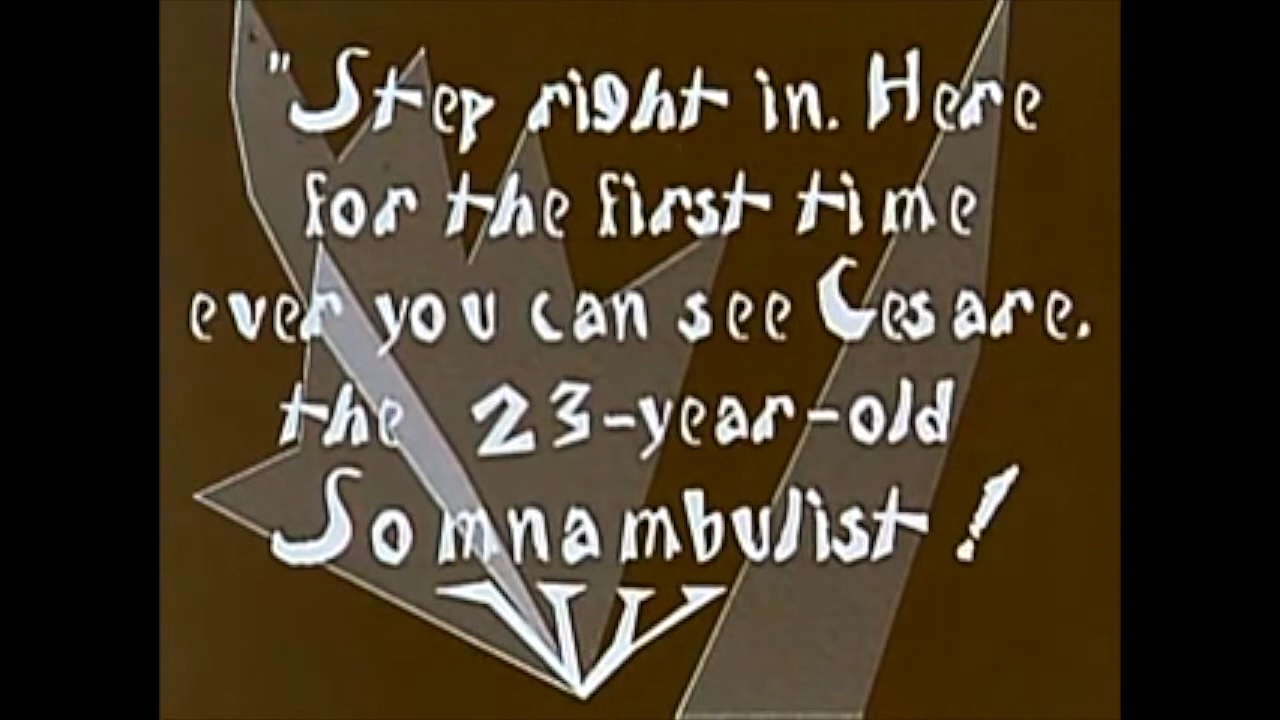 "Step right in. Here
for the first time
ever you can see Cesare,
the 23-year-old
Somnambulist!